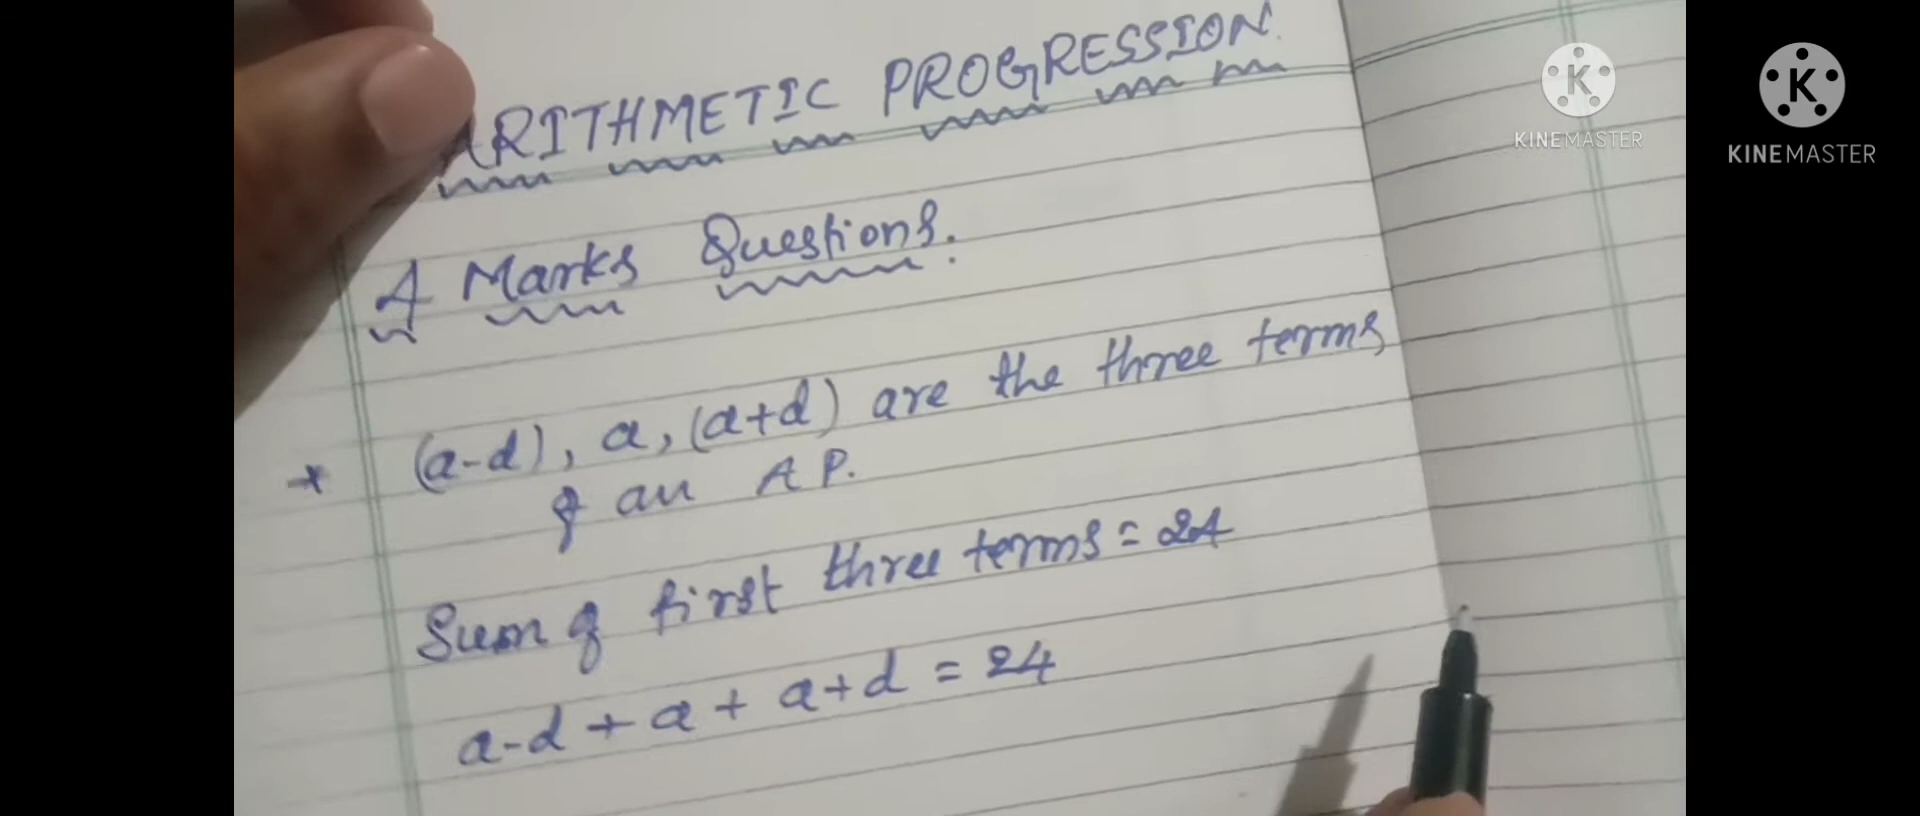 ARITHMETIC PROGRESSION.
4 Marks Questions.
* (a-d), a, (a+d) are the three terms
of an AP.
Sum of first three terms = 24
a-d + a + a+d = 24
KINEMASTER
KINEMASTER